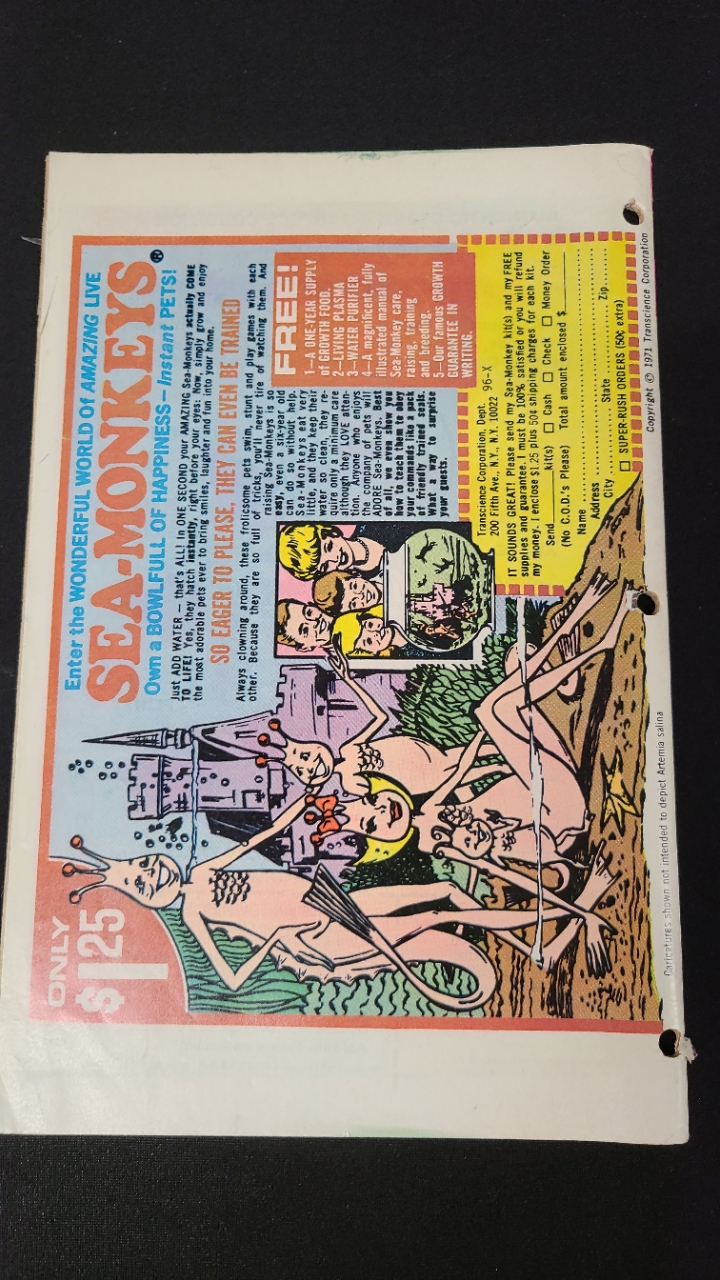 ONLY
$1.25
Enter the WONDERFUL WORLD of AMAZING LIVE
SEA-MONKEYS®
Own a BOWLFULL OF HAPPINESS—Instant PETS!
Just ADD WATER — that's ALL! In ONE SECOND your AMAZING Sea-Monkeys actually COME
TO LIFE! Yes, they hatch instantly, right before your eyes. Now, simply grow and enjoy
the most adorable pets ever to bring smiles, laughter and fun into your home.
SO EAGER TO PLEASE, THEY CAN EVEN BE TRAINED
Always clowning around, these frolicsome pets swim, stunt and play games with each
other. Because they are so full of tricks, you'll never tire of watching them. And
raising Sea-Monkeys is so
easy, even a six-year old
can do so without help.
Sea-Monkeys eat very
little, and they keep their
water so clean, they re-
quire only a minimum care
although they LOVE atten-
tion. Anyone who enjoys
the company of pets will
ADORE Sea-Monkeys. Best
of all, we even show you
how to teach them to obey
your commands like a pack
of friendly trained seals.
What a way to surprise
your guests.
FREE!
1—A ONE-YEAR SUPPLY
of GROWTH FOOD.
2—LIVING PLASMA
3—WATER PURIFIER
4—A magnificent, fully
illustrated manual of
Sea-Monkey care,
raising, training
and breeding.
5—Our famous GROWTH
GUARANTEE IN
WRITING.
Transcience Corporation, Dept. 96-X
200 Fifth Ave., N.Y., N.Y. 10022
IT SOUNDS GREAT! Please send my Sea-Monkey kit(s) and my FREE
supplies and guarantee. I must be 100% satisfied or you will refund
my money. I enclose $1.25 plus 50¢ shipping charges for each kit.
Send ____ kit(s) □ Cash □ Check □ Money Order
(No C.O.D.'s Please) Total amount enclosed $____
Name
Address
City State Zip
□ SUPER-RUSH ORDERS (50¢ extra)
Caricatures shown not intended to depict Artemia salina
Copyright © 1971 Transcience Corporation